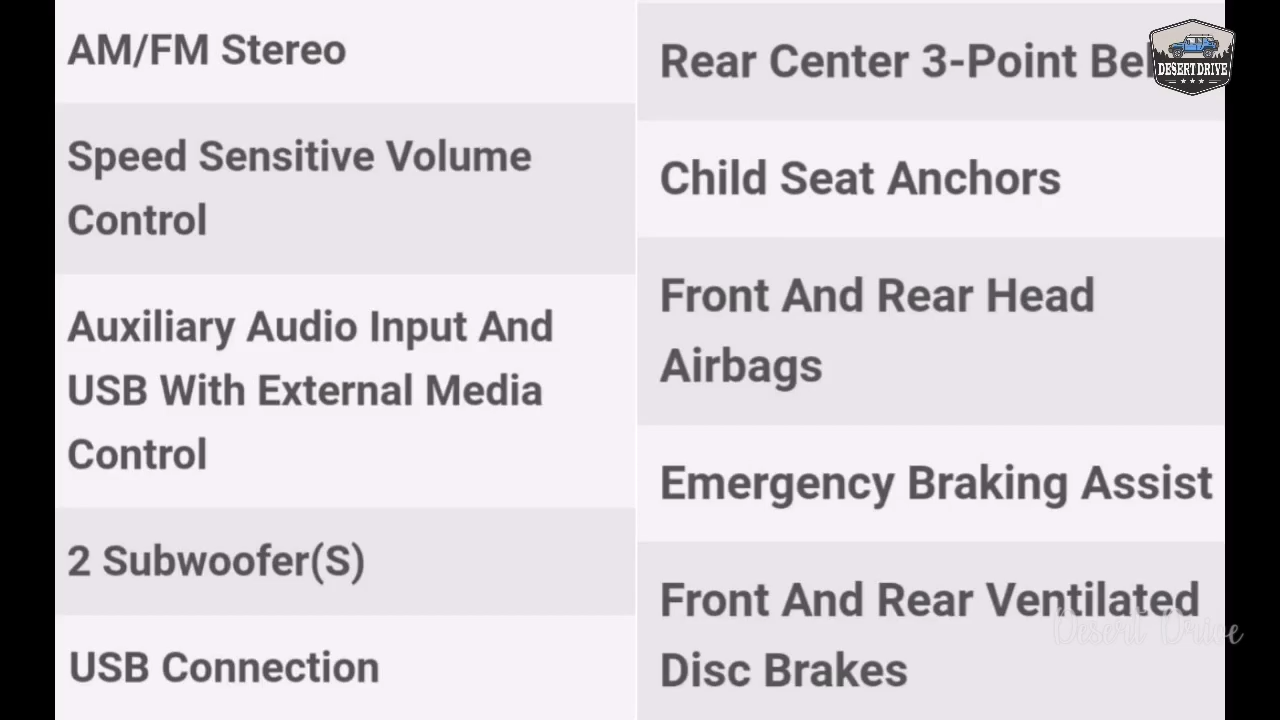 AM/FM Stereo
Speed Sensitive Volume
Control
Auxiliary Audio Input And
USB With External Media
Control
2 Subwoofer(S)
USB Connection
Rear Center 3-Point
Child Seat Anchors
Front And Rear Head
Airbags
Emergency Braking Assist
Front And Rear Ventilated
Disc Brakes
DESERT DRIVE
Desert Drive